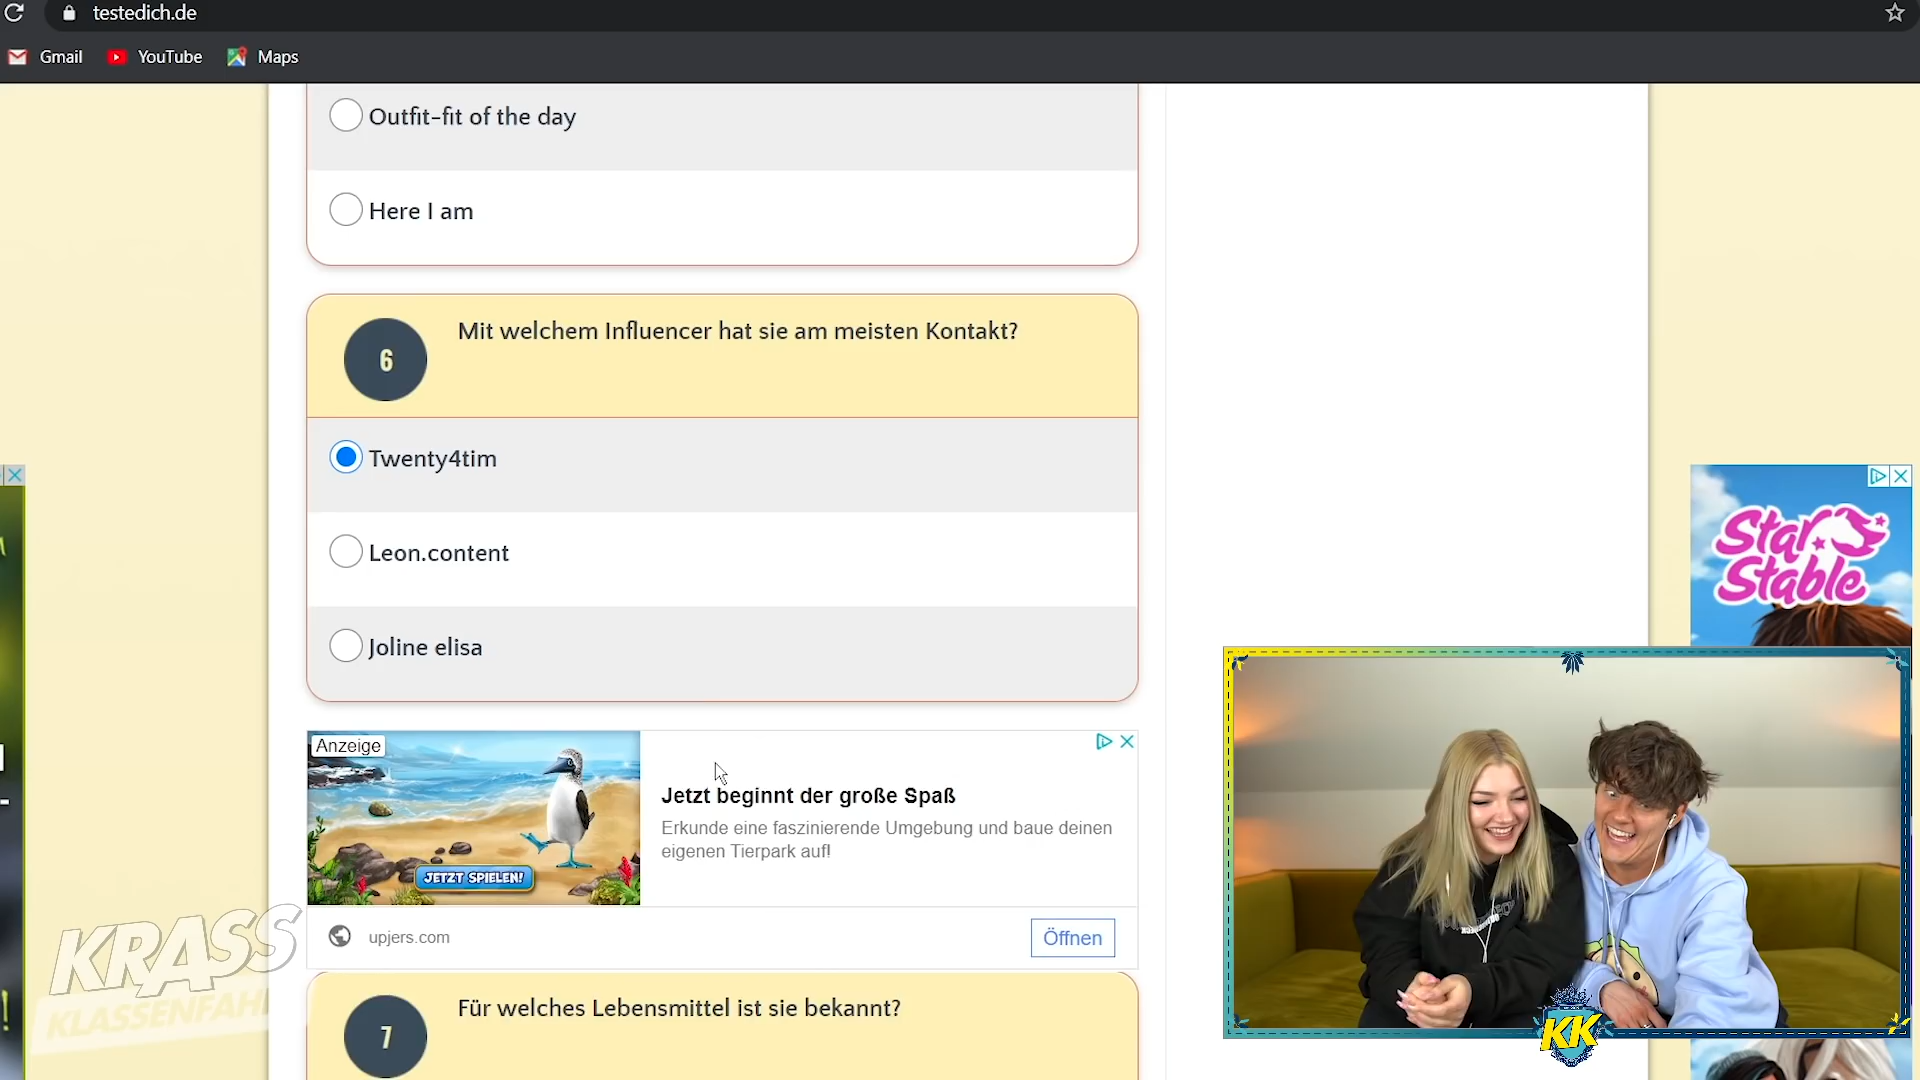 testedich.de
Gmail
YouTube
Maps
Outfit-fit of the day
Here I am
6
Mit welchem Influencer hat sie am meisten Kontakt?
Twenty4tim
Leon.content
Joline elisa
Anzeige
JETZT SPIELEN!
Jetzt beginnt der große Spaß
Erkunde eine faszinierende Umgebung und baue deinen
eigenen Tierpark auf!
upjers.com
Öffnen
7
Für welches Lebensmittel ist sie bekannt?
Star
Stable
KRASS
KLASSENFAH
KK